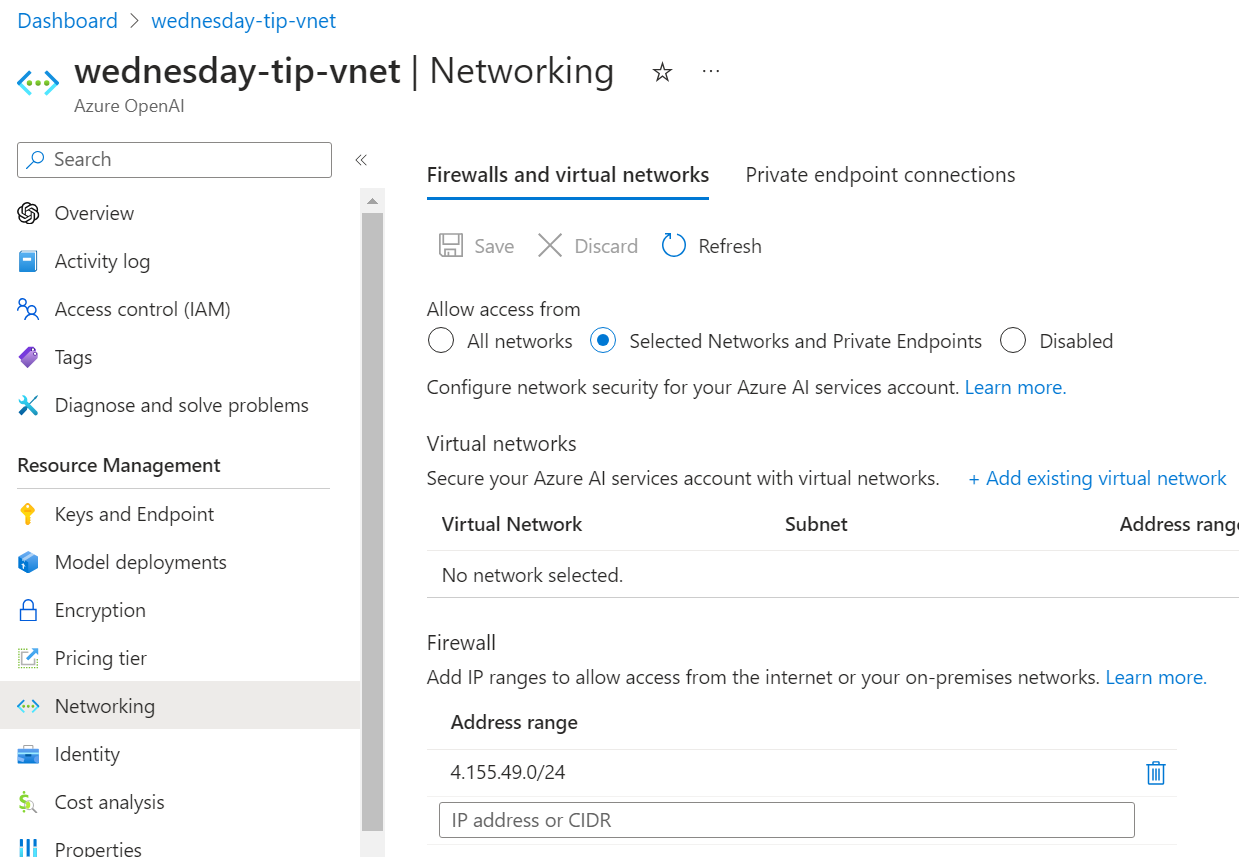 Dashboard > wednesday-tip-vnet
wednesday-tip-vnet | Networking ☆ ...
Azure OpenAI
Search «
Overview
Activity log
Access control (IAM)
Tags
Diagnose and solve problems
Resource Management
Keys and Endpoint
Model deployments
Encryption
Pricing tier
Networking
Identity
Cost analysis
Properties
Firewalls and virtual networks Private endpoint connections
Save Discard Refresh
Allow access from
All networks Selected Networks and Private Endpoints Disabled
Configure network security for your Azure AI services account. Learn more.
Virtual networks
Secure your Azure AI services account with virtual networks. + Add existing virtual network
Virtual Network Subnet Address range
No network selected.
Firewall
Add IP ranges to allow access from the internet or your on-premises networks. Learn more.
Address range
4.155.49.0/24
IP address or CIDR